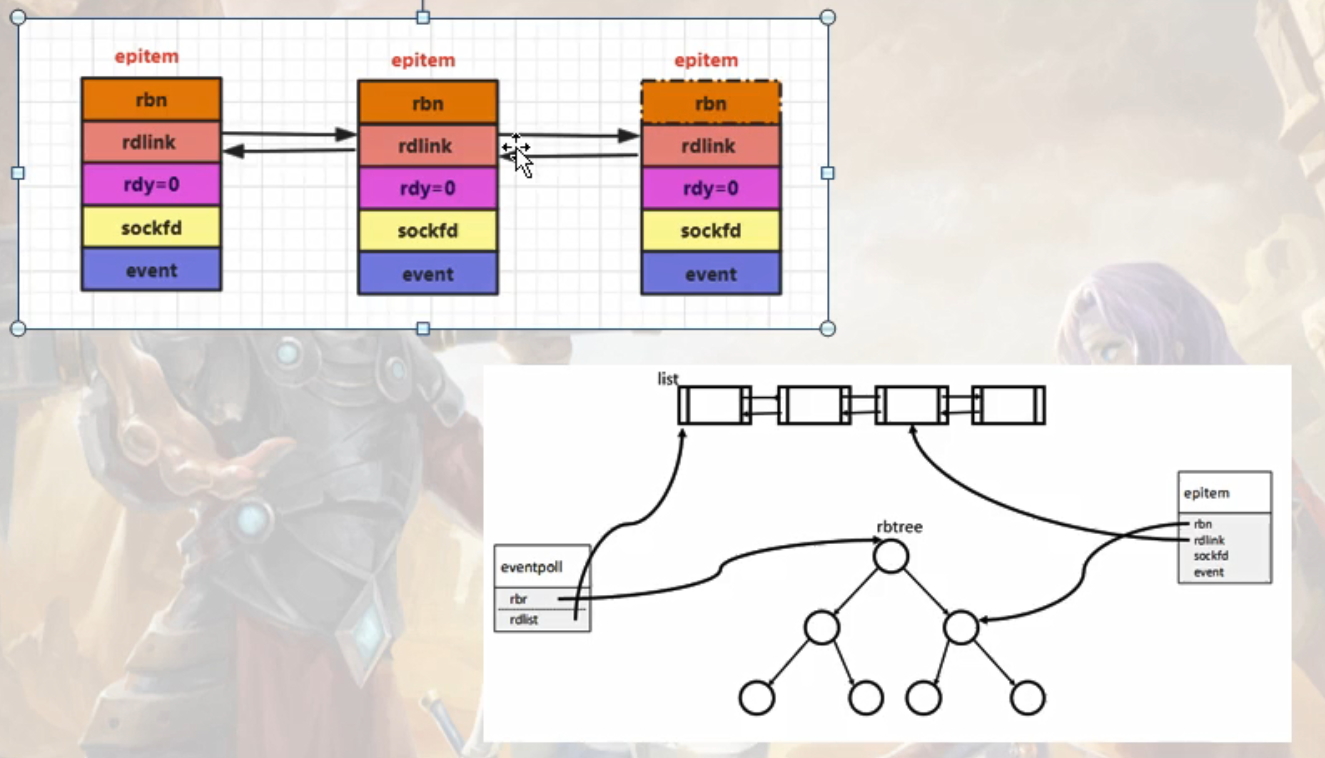 epitem
epitem
epitem
rbn
rbn
rbn
rdlink
rdlink
rdlink
rdy=0
rdy=0
rdy=0
sockfd
sockfd
sockfd
event
event
event
list
rbtree
eventpoll
rbr
rdlist
epitem
rbn
rdlink
sockfd
event